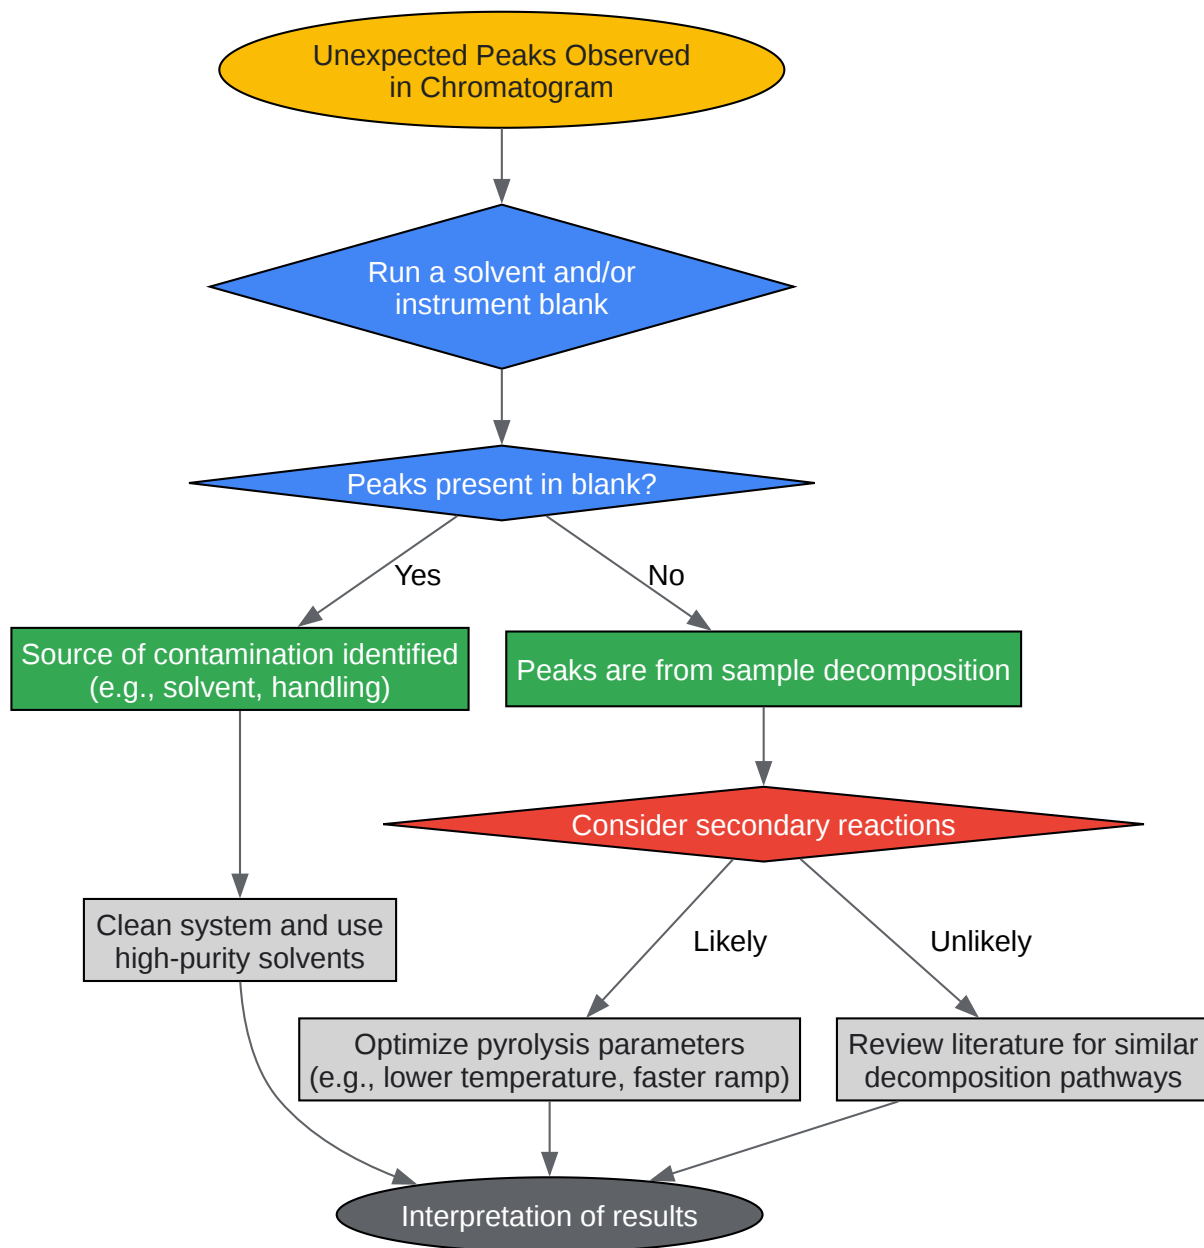 Unexpected Peaks Observed
in Chromatogram
Run a solvent and/or
instrument blank
Peaks present in blank?
Yes
No
Source of contamination identified
(e.g., solvent, handling)
Peaks are from sample decomposition
Consider secondary reactions
Clean system and use
high-purity solvents
Likely
Unlikely
Optimize pyrolysis parameters
(e.g., lower temperature, faster ramp)
Review literature for similar
decomposition pathways
Interpretation of results